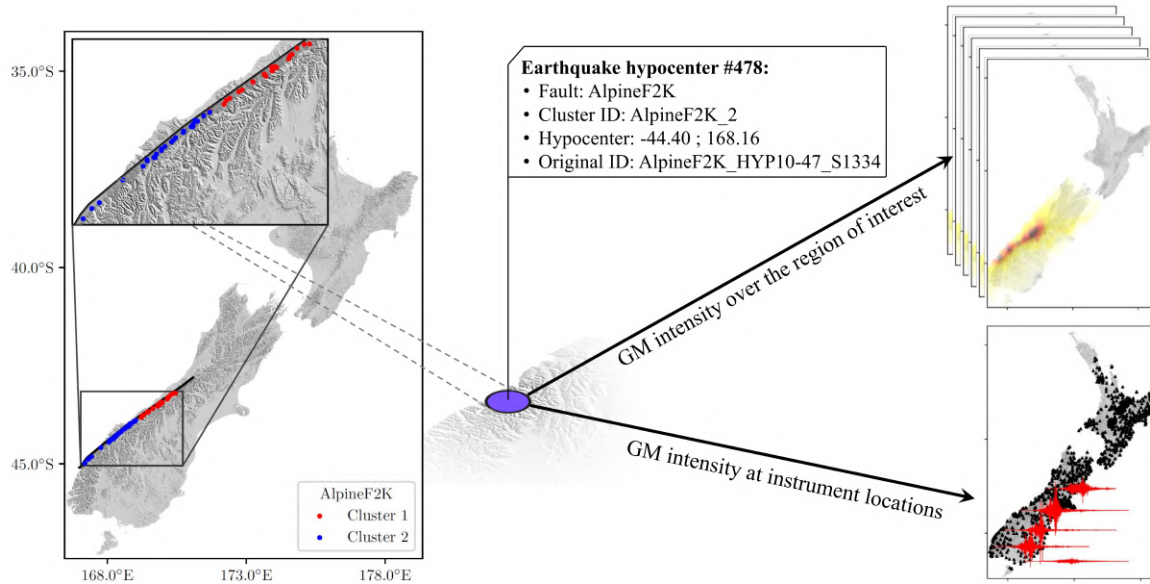 35.0°S
40.0°S
45.0°S
168.0°E
173.0°E
178.0°E
AlpineF2K
Cluster 1
Cluster 2
Earthquake hypocenter #478:
• Fault: AlpineF2K
• Cluster ID: AlpineF2K_2
• Hypocenter: -44.40 ; 168.16
• Original ID: AlpineF2K_HYP10-47_S1334
GM intensity over the region of interest
GM intensity at instrument locations